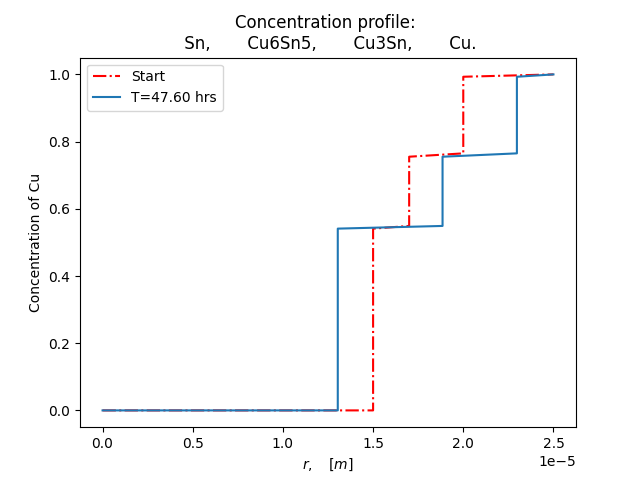 Concentration profile:
Sn, Cu6Sn5, Cu3Sn, Cu.
Start
T=47.60 hrs
1.0
0.8
0.6
0.4
0.2
0.0
Concentration of Cu
0.0 0.5 1.0 1.5 2.0 2.5
1e−5
r, [m]